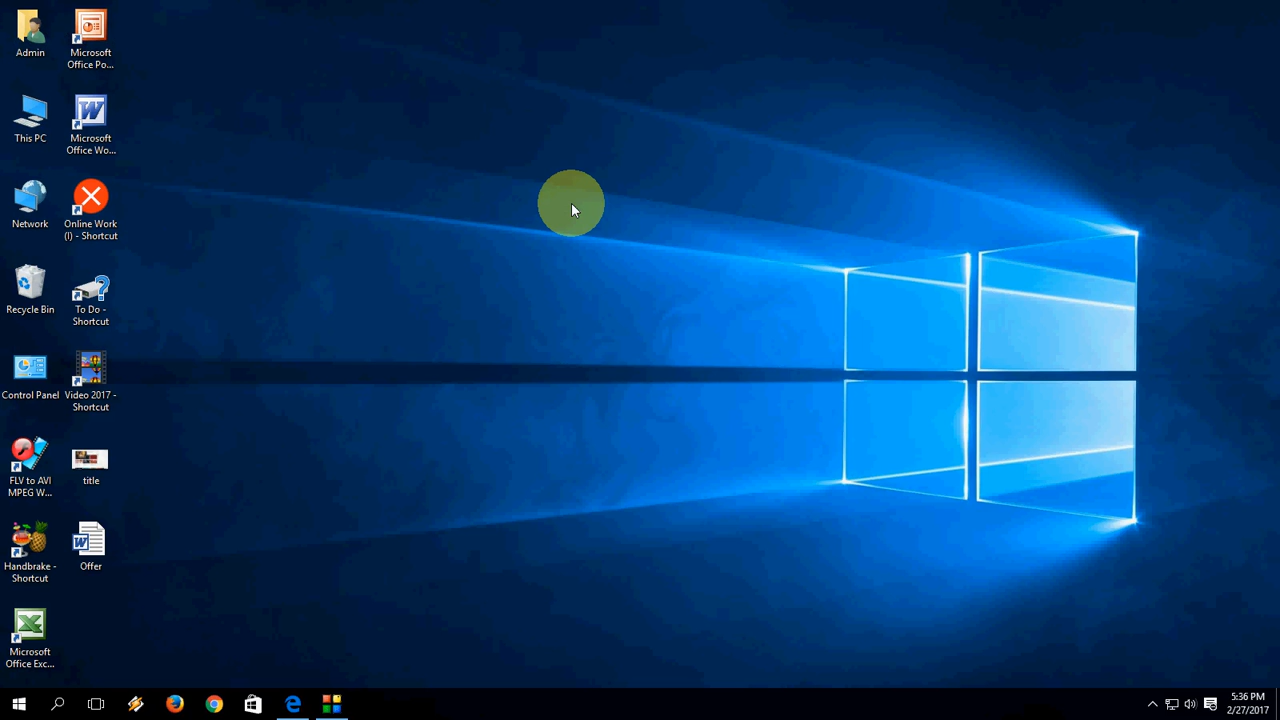 Admin
Microsoft
Office Po...
This PC
Microsoft
Office Wo...
Network
Online Work
(I) - Shortcut
Recycle Bin
To Do -
Shortcut
Control Panel
Video 2017 -
Shortcut
FLV to AVI
MPEG W...
title
Handbrake -
Shortcut
Offer
Microsoft
Office Exc...
5:36 PM
2/27/2017